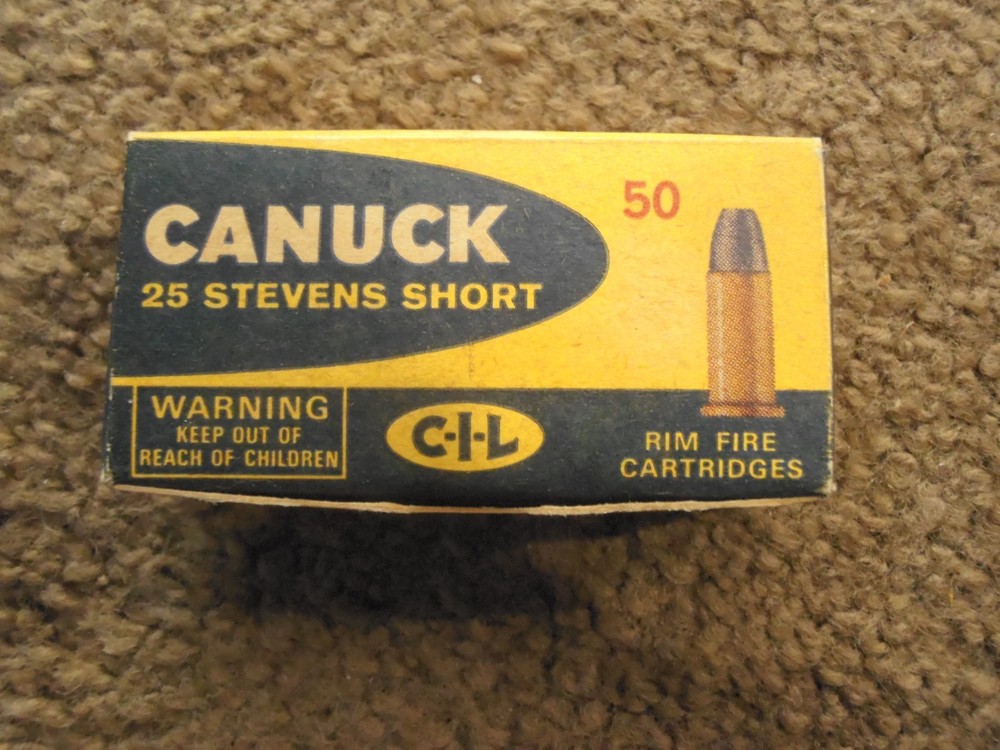 CANUCK
25 STEVENS SHORT
50
WARNING
KEEP OUT OF
REACH OF CHILDREN
C-I-L
RIM FIRE
CARTRIDGES